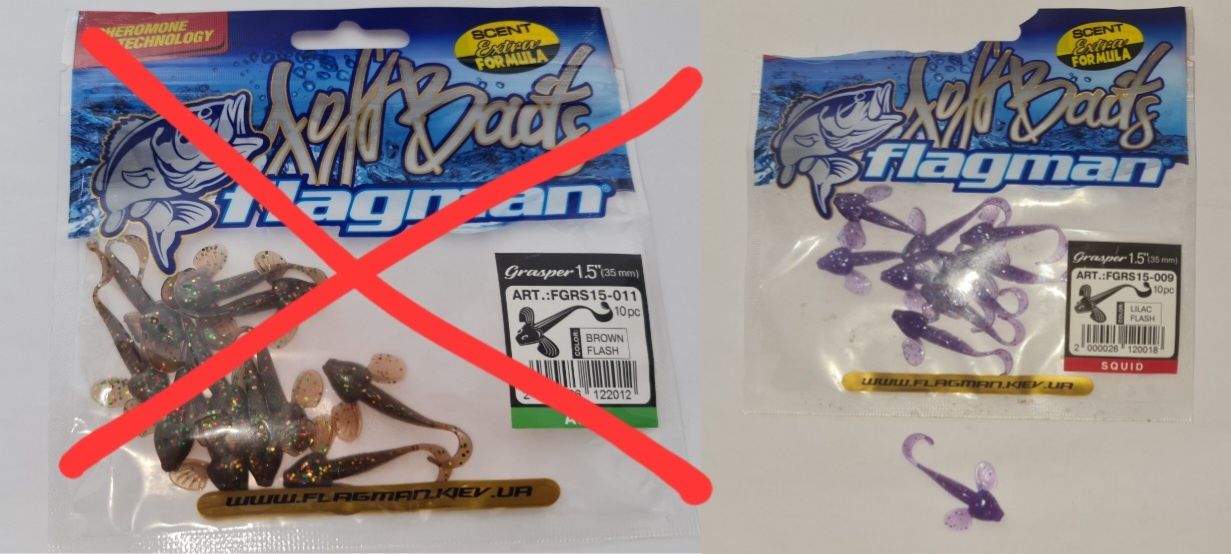 PHEROMONE
TECHNOLOGY
SCENT
Extra
FORMULA
Soft Baits
flagman
Grasper 1.5" (35 mm)
ART.:FGRS15-011
10pc
COLOR
BROWN
FLASH
122012
WWW.FLAGMAN.KIEV.UA
SCENT
Extra
FORMULA
Soft Baits
flagman
Grasper 1.5" (35 mm)
ART.:FGRS15-009
10pc
COLOR
LILAC
FLASH
2 000026 120018
SQUID
WWW.FLAGMAN.KIEV.UA